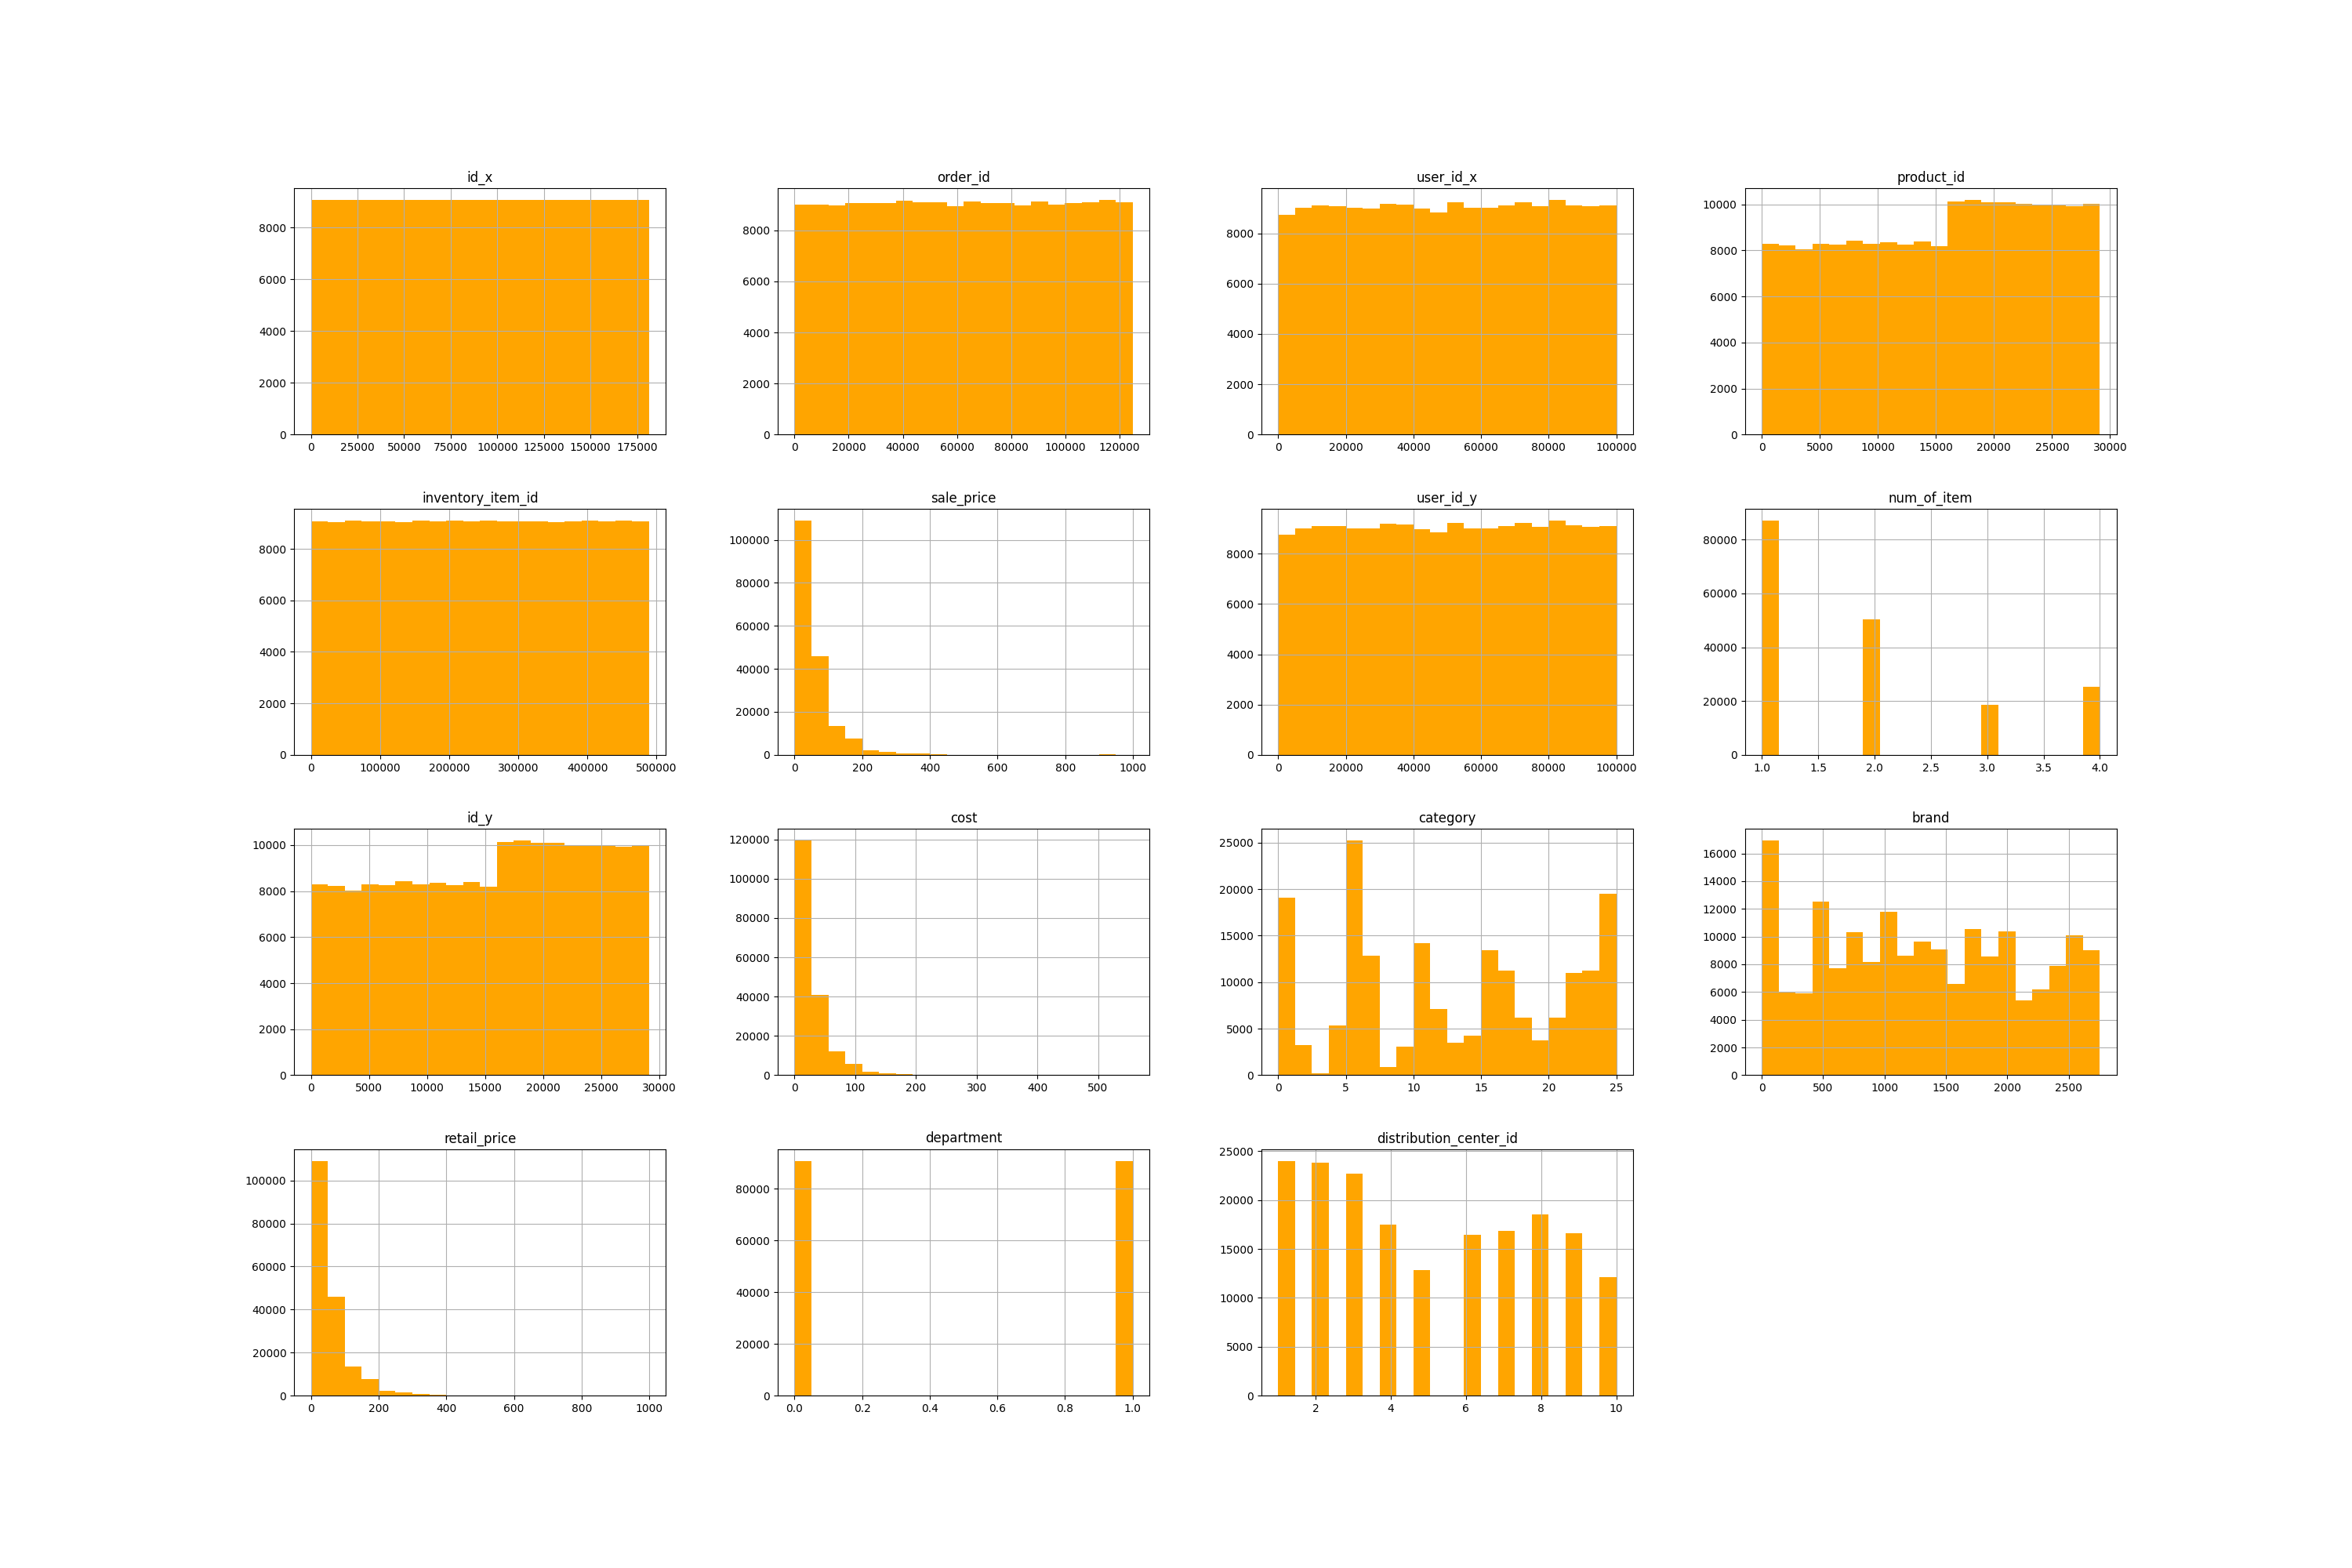 id_x order_id user_id_x product_id
8000 8000 8000 10000
6000 6000 6000 8000
4000 4000 4000 6000
2000 2000 2000 4000
0 0 0 2000
0
0 25000 50000 75000 100000 125000 150000 175000
0 20000 40000 60000 80000 100000 120000
0 20000 40000 60000 80000 100000
0 5000 10000 15000 20000 25000 30000
inventory_item_id sale_price user_id_y num_of_item
8000 100000 8000 80000
6000 80000 6000 60000
4000 60000 4000 40000
2000 40000 2000 20000
0 20000 0 0
0
0 100000 200000 300000 400000 500000
0 200 400 600 800 1000
0 20000 40000 60000 80000 100000
1.0 1.5 2.0 2.5 3.0 3.5 4.0
id_y cost category brand
10000 120000 25000 16000
8000 100000 20000 14000
6000 80000 15000 12000
4000 60000 10000 10000
2000 40000 5000 8000
0 20000 0 6000
0 4000
2000
0
0 5000 10000 15000 20000 25000 30000
0 100 200 300 400 500
0 5 10 15 20 25
0 500 1000 1500 2000 2500
retail_price department distribution_center_id
100000 80000 25000
80000 60000 20000
60000 40000 15000
40000 20000 10000
20000 0 5000
0 0
0 200 400 600 800 1000
0.0 0.2 0.4 0.6 0.8 1.0
2 4 6 8 10